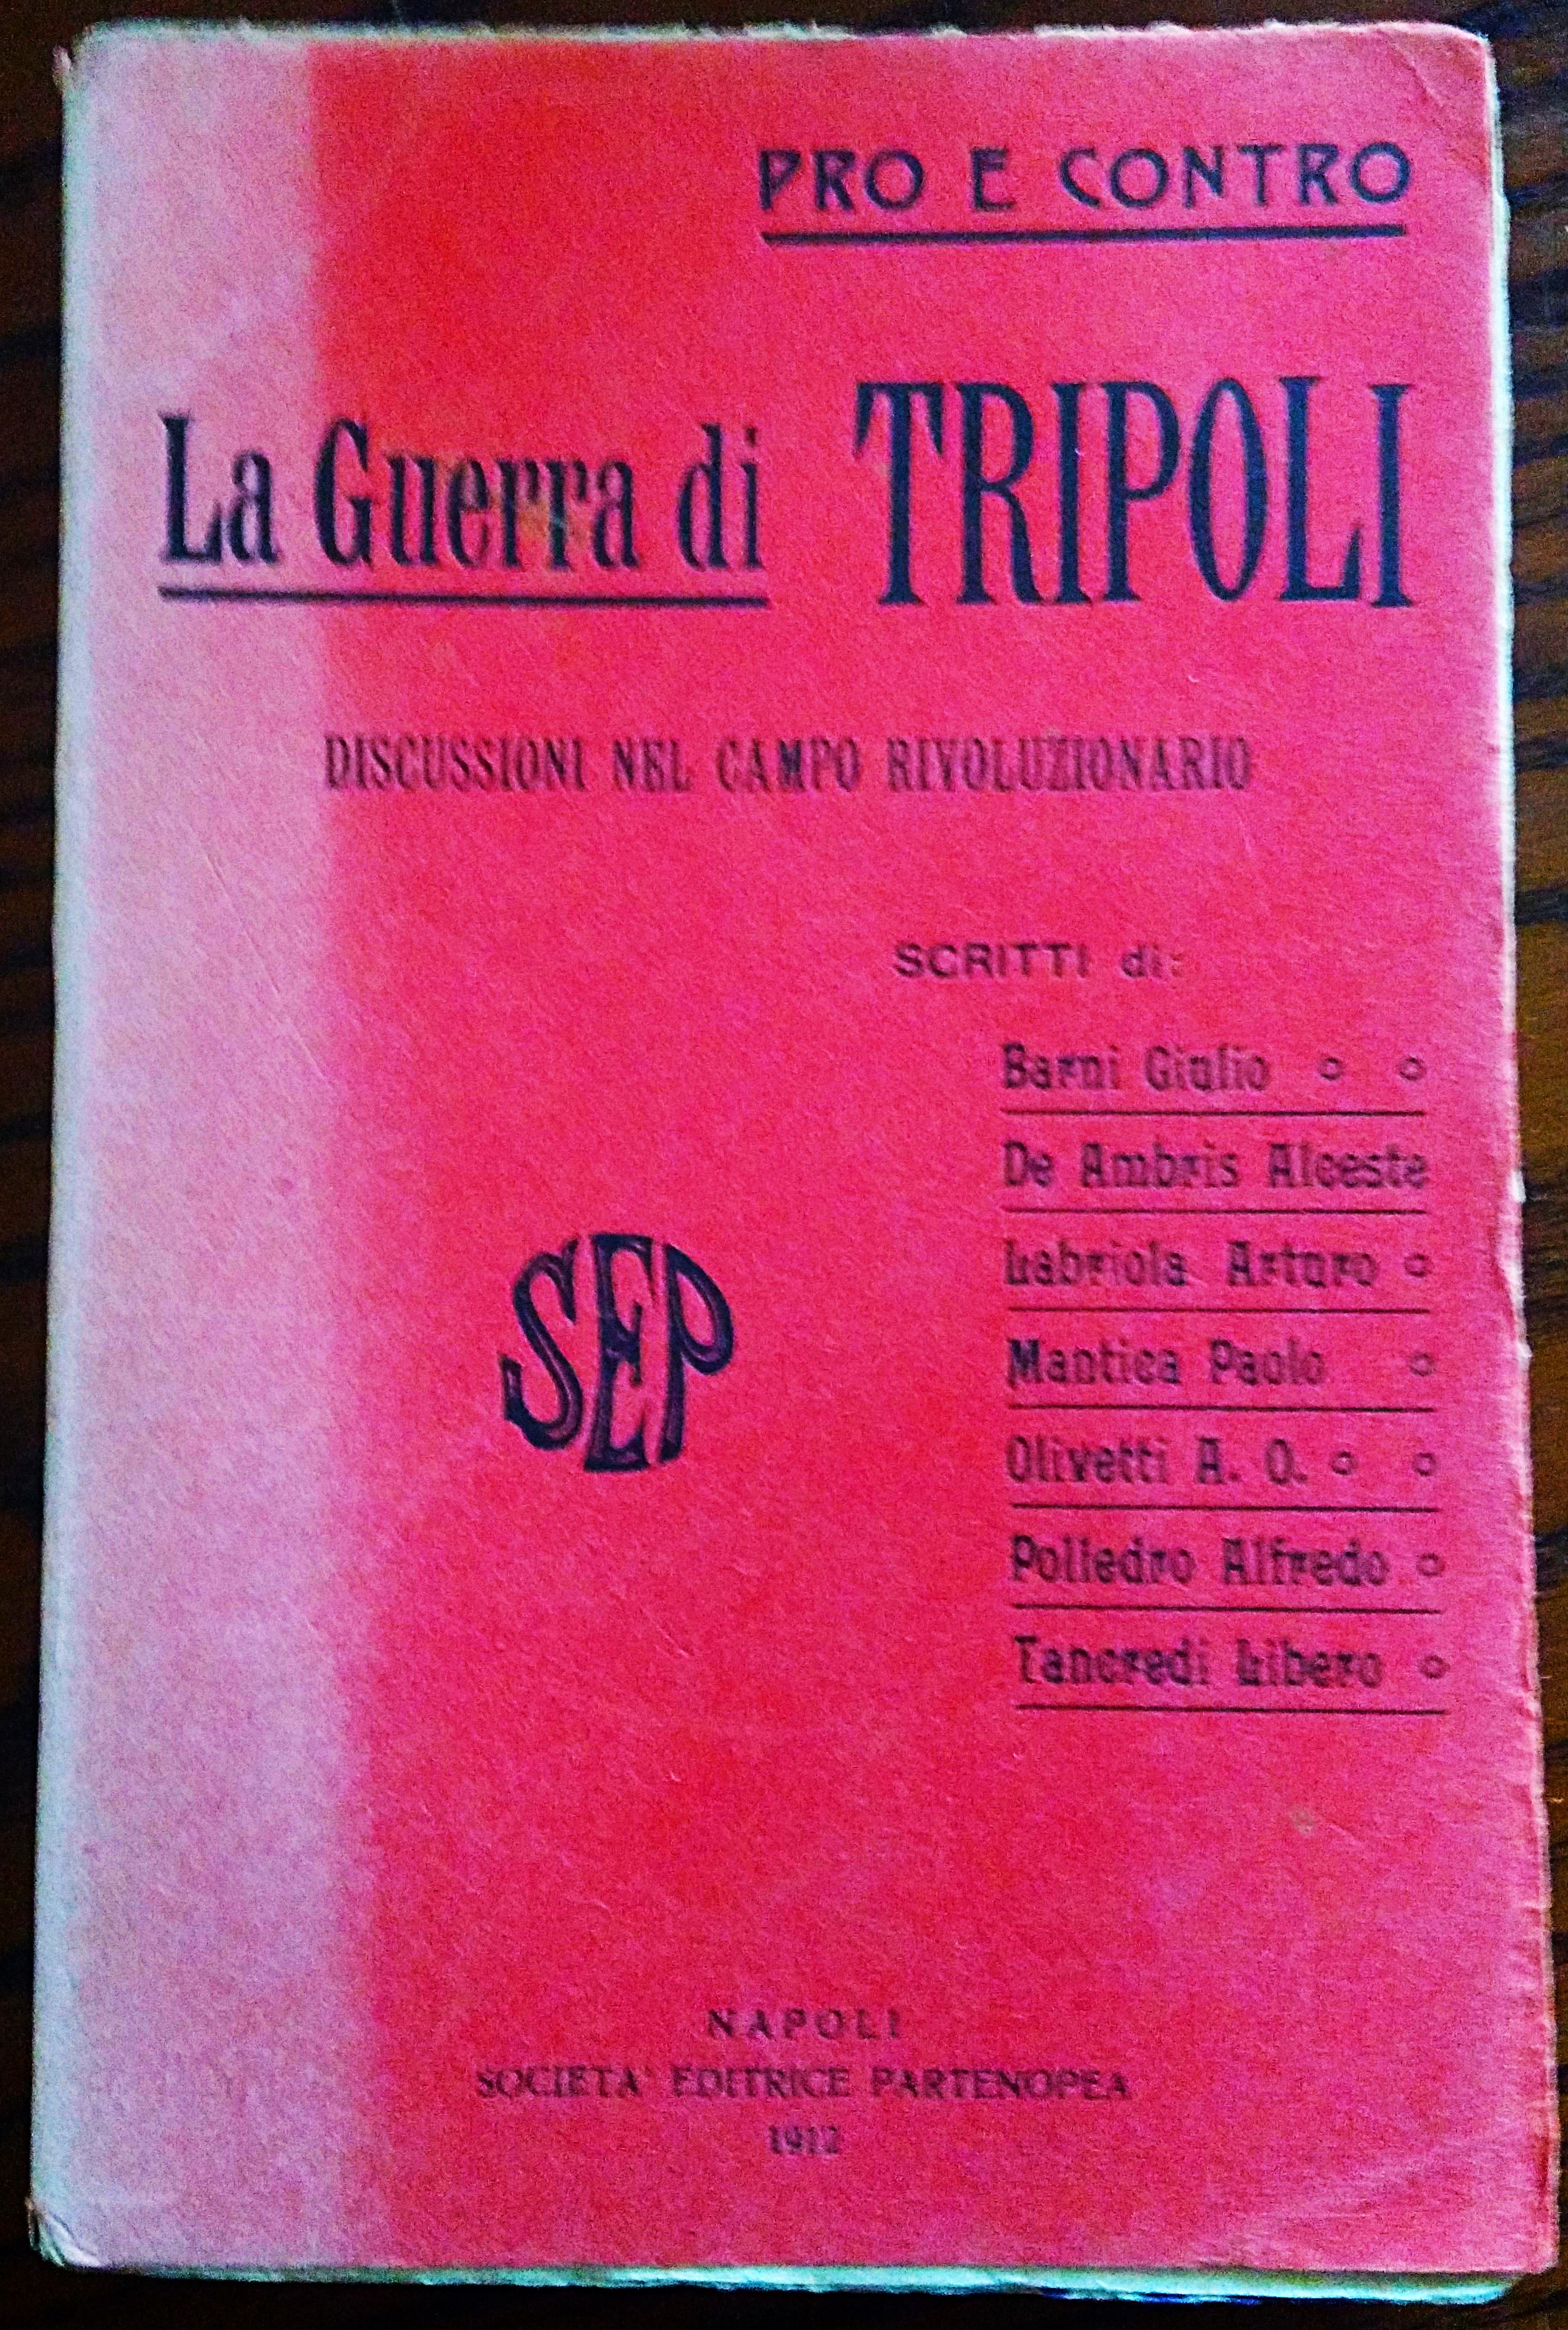 PRO E CONTRO
La Guerra di TRIPOLI
DISCUSSIONI NEL CAMPO RIVOLUZIONARIO
SCRITTI di:
Barni Giulio
De Ambris Alceste
Labriola Arturo
Mantica Paolo
Olivetti A. O.
Polledro Alfredo
Tancredi Libero
SEP
NAPOLI
SOCIETA' EDITRICE PARTENOPEA
1912